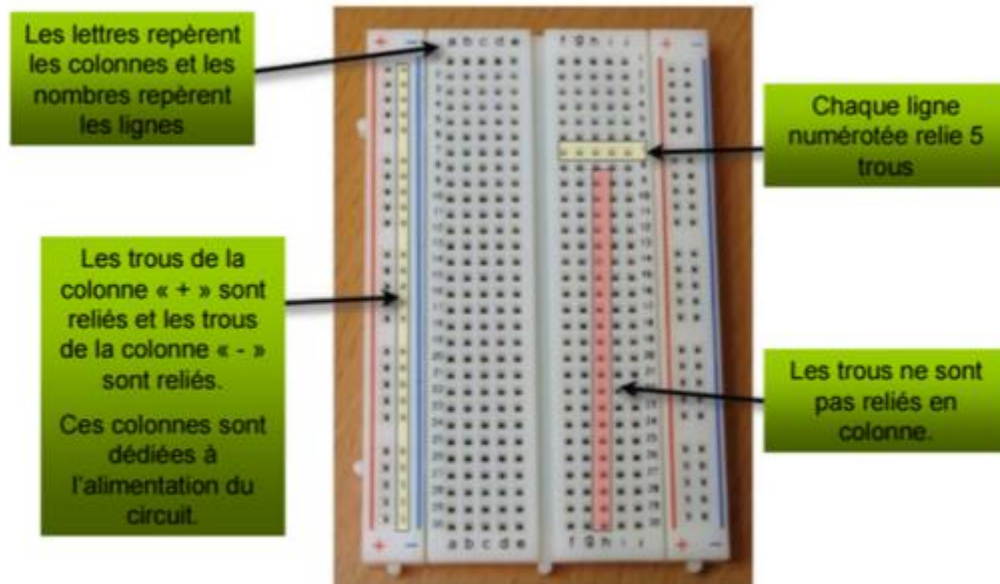 Les lettres repèrent
les colonnes et les
nombres repèrent
les lignes
Les trous de la
colonne « + » sont
reliés et les trous
de la colonne « - »
sont reliés.
Ces colonnes sont
dédiées à
l'alimentation du
circuit.
Chaque ligne
numérotée relie 5
trous
Les trous ne sont
pas reliés en
colonne.
+ − a b c d e f g h i j + −
+ − a b c d e f g h i j + −